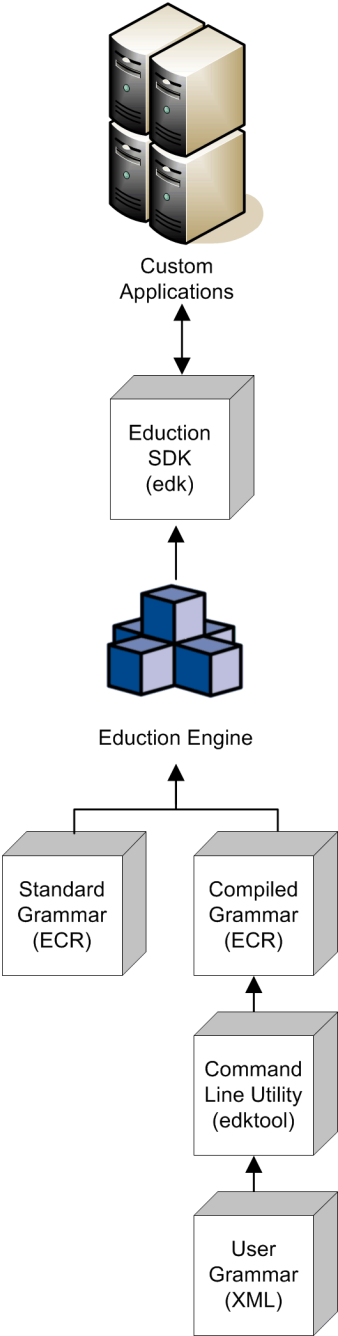 Custom
Applications
Eduction
SDK
(edk)
Eduction Engine
Standard
Grammar
(ECR)
Compiled
Grammar
(ECR)
Command
Line Utility
(edktool)
User
Grammar
(XML)